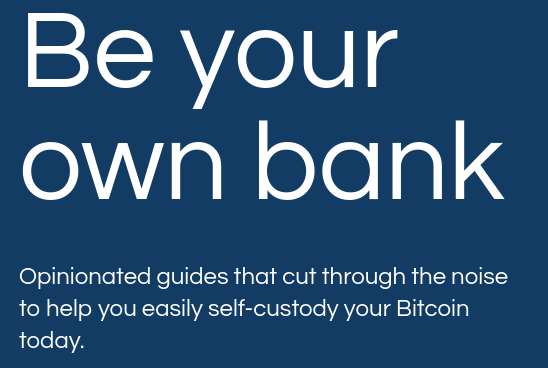 Be your
own bank
Opinionated guides that cut through the noise
to help you easily self-custody your Bitcoin
today.